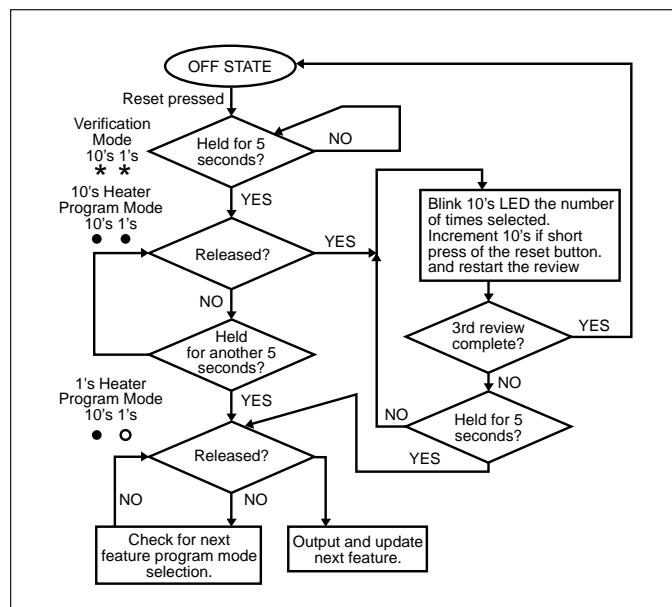 OFF STATE
Reset pressed
Verification
Mode
10's 1's
* *
Held for 5
seconds?
NO
YES
10's Heater
Program Mode
10's 1's
Released?
YES
Blink 10's LED the number
of times selected.
Increment 10's if short
press of the reset button.
and restart the review
NO
3rd review
complete?
YES
Held
for another 5
seconds?
NO
1's Heater
Program Mode
10's 1's
YES
NO
Held for 5
seconds?
YES
Released?
NO
NO
Check for next
feature program mode
selection.
Output and update
next feature.